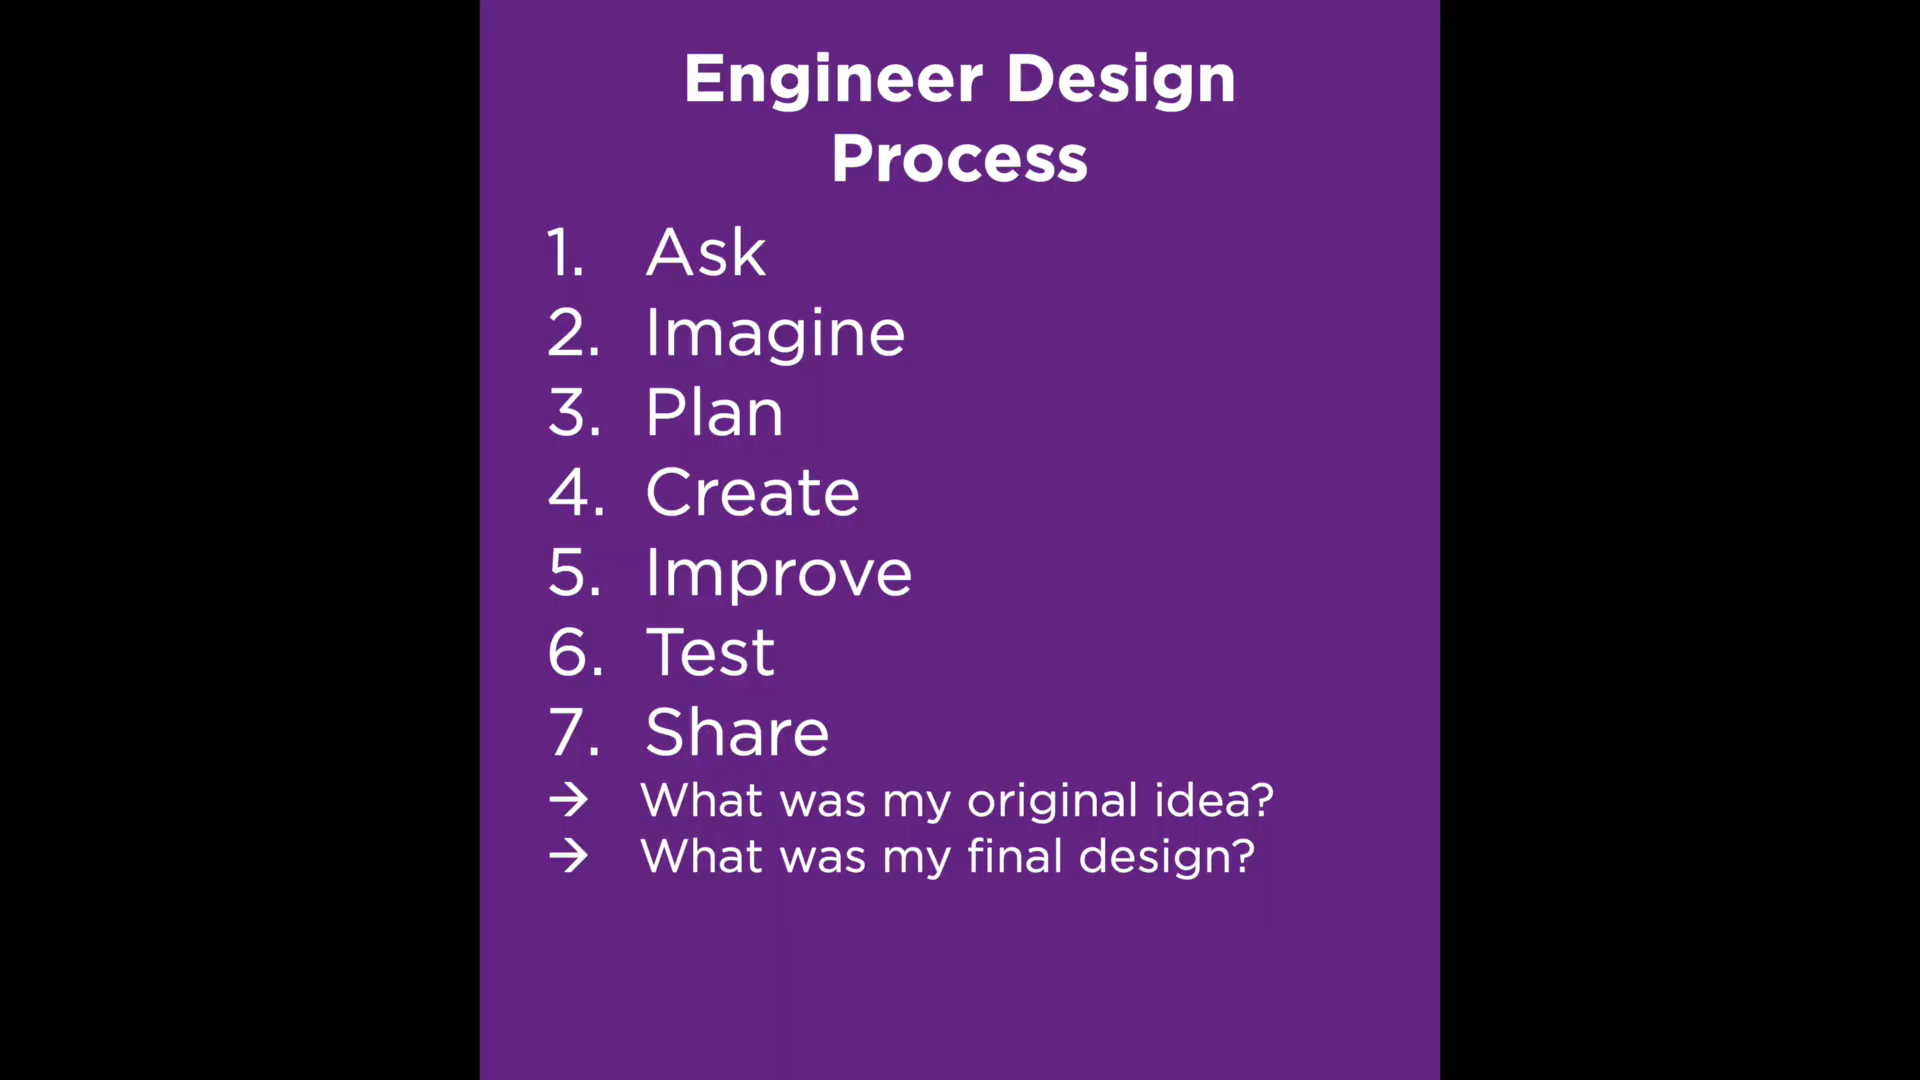 Engineer Design
Process
1. Ask
2. Imagine
3. Plan
4. Create
5. Improve
6. Test
7. Share
→ What was my original idea?
→ What was my final design?